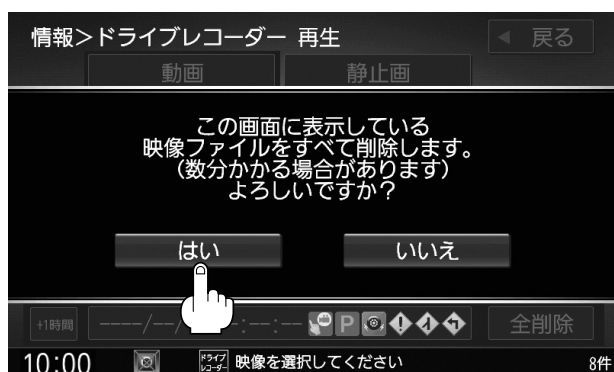 情報>ドライブレコーダー 再生
戻る
動画
静止画
この画面に表示している
映像ファイルをすべて削除します。
(数分かかる場合があります)
よろしいですか?
はい
いいえ
+1時間
----/--/ -:--:--
P
全削除
10:00
ドライブ
レコーダー
映像を選択してください
8件